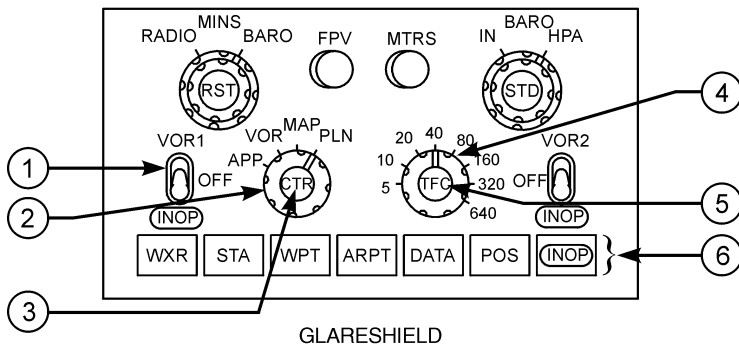 MINS
RADIO BARO
FPV MTRS
BARO
IN HPA
RST
STD
4
VOR1
VOR MAP PLN
APP
CTR
OFF
INOP
20 40 80
10 160
5 320
640
TFC
VOR2
OFF
INOP
1
2
3
5
WXR STA WPT ARPT DATA POS INOP
6
GLARESHIELD